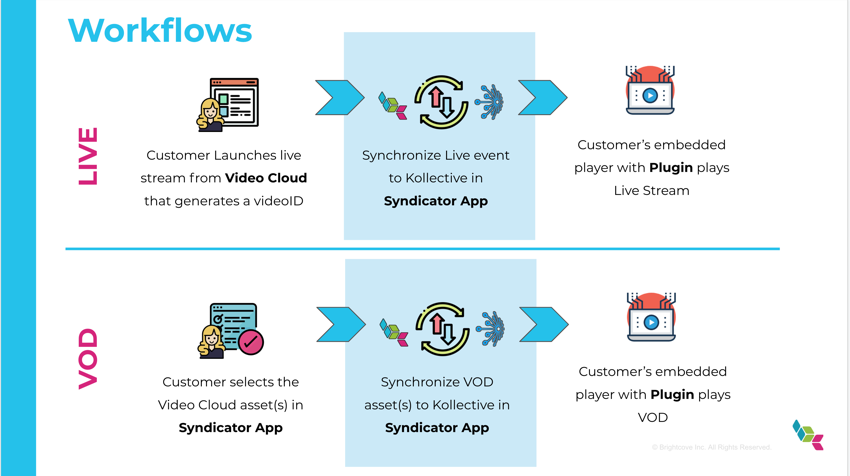 Workflows
LIVE
Customer Launches live
stream from Video Cloud
that generates a videoID
Synchronize Live event
to Kollective in
Syndicator App
Customer's embedded
player with Plugin plays
Live Stream
VOD
Customer selects the
Video Cloud asset(s) in
Syndicator App
Synchronize VOD
asset(s) to Kollective in
Syndicator App
Customer's embedded
player with Plugin plays
VOD
© Brightcove Inc. All Rights Reserved.